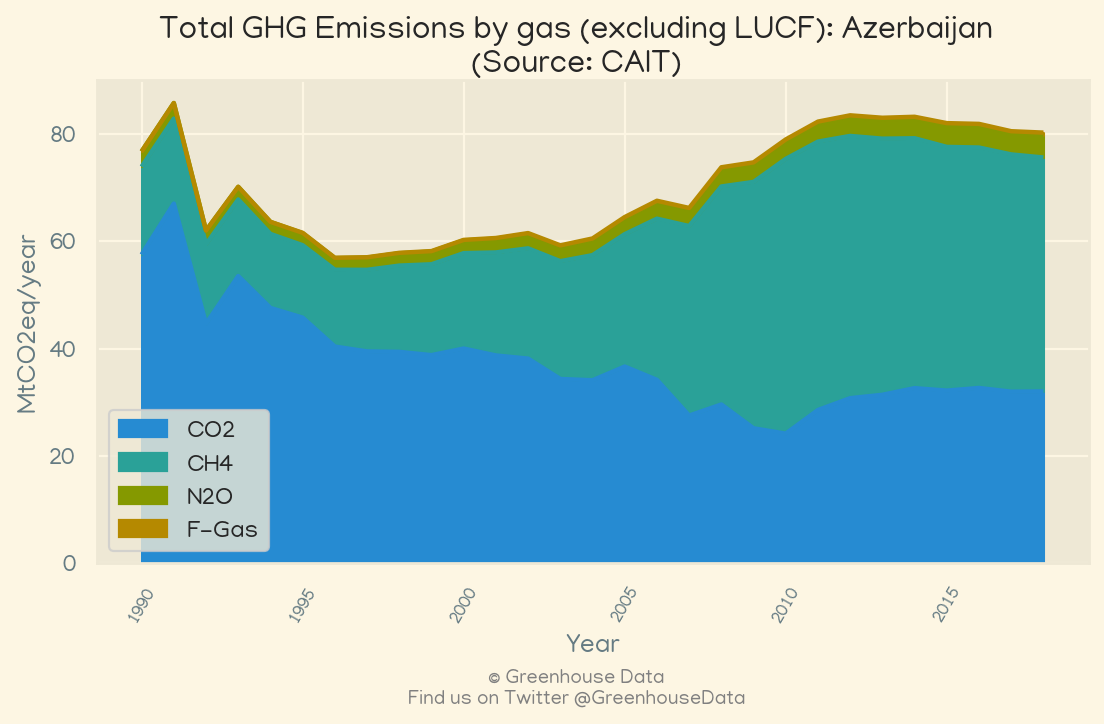 Total GHG Emissions by gas (excluding LUCF): Azerbaijan
(Source: CAIT)
MtCO2eq/year
80
60
40
20
0
CO2
CH4
N2O
F-Gas
1990
1995
2000
2005
2010
2015
Year
© Greenhouse Data
Find us on Twitter @GreenhouseData